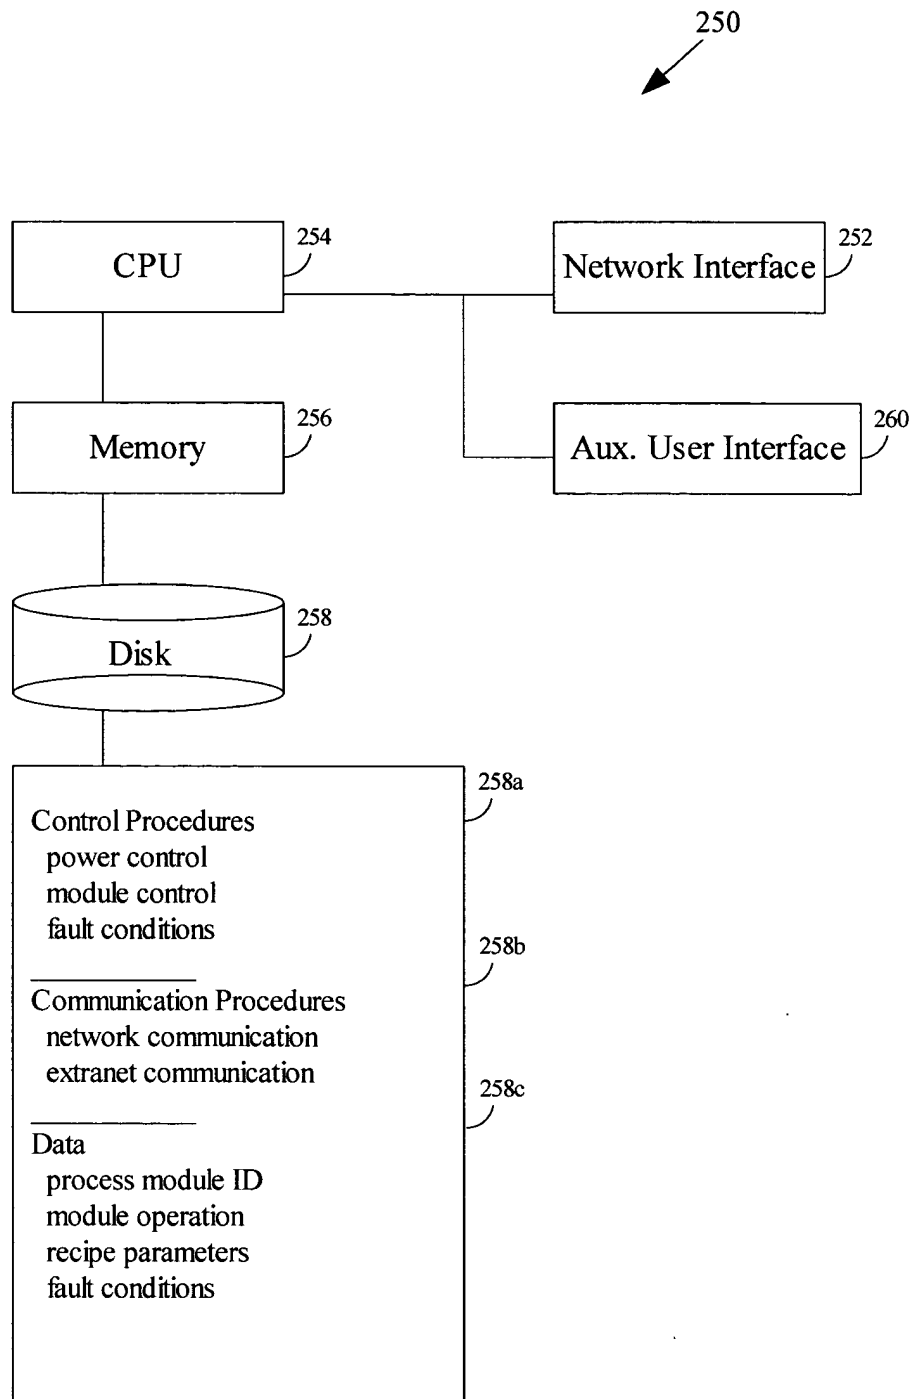 250
CPU
254
Network Interface
252
Memory
256
Aux. User Interface
260
Disk
258
258a
Control Procedures
power control
module control
fault conditions
258b
Communication Procedures
network communication
extranet communication
258c
Data
process module ID
module operation
recipe parameters
fault conditions